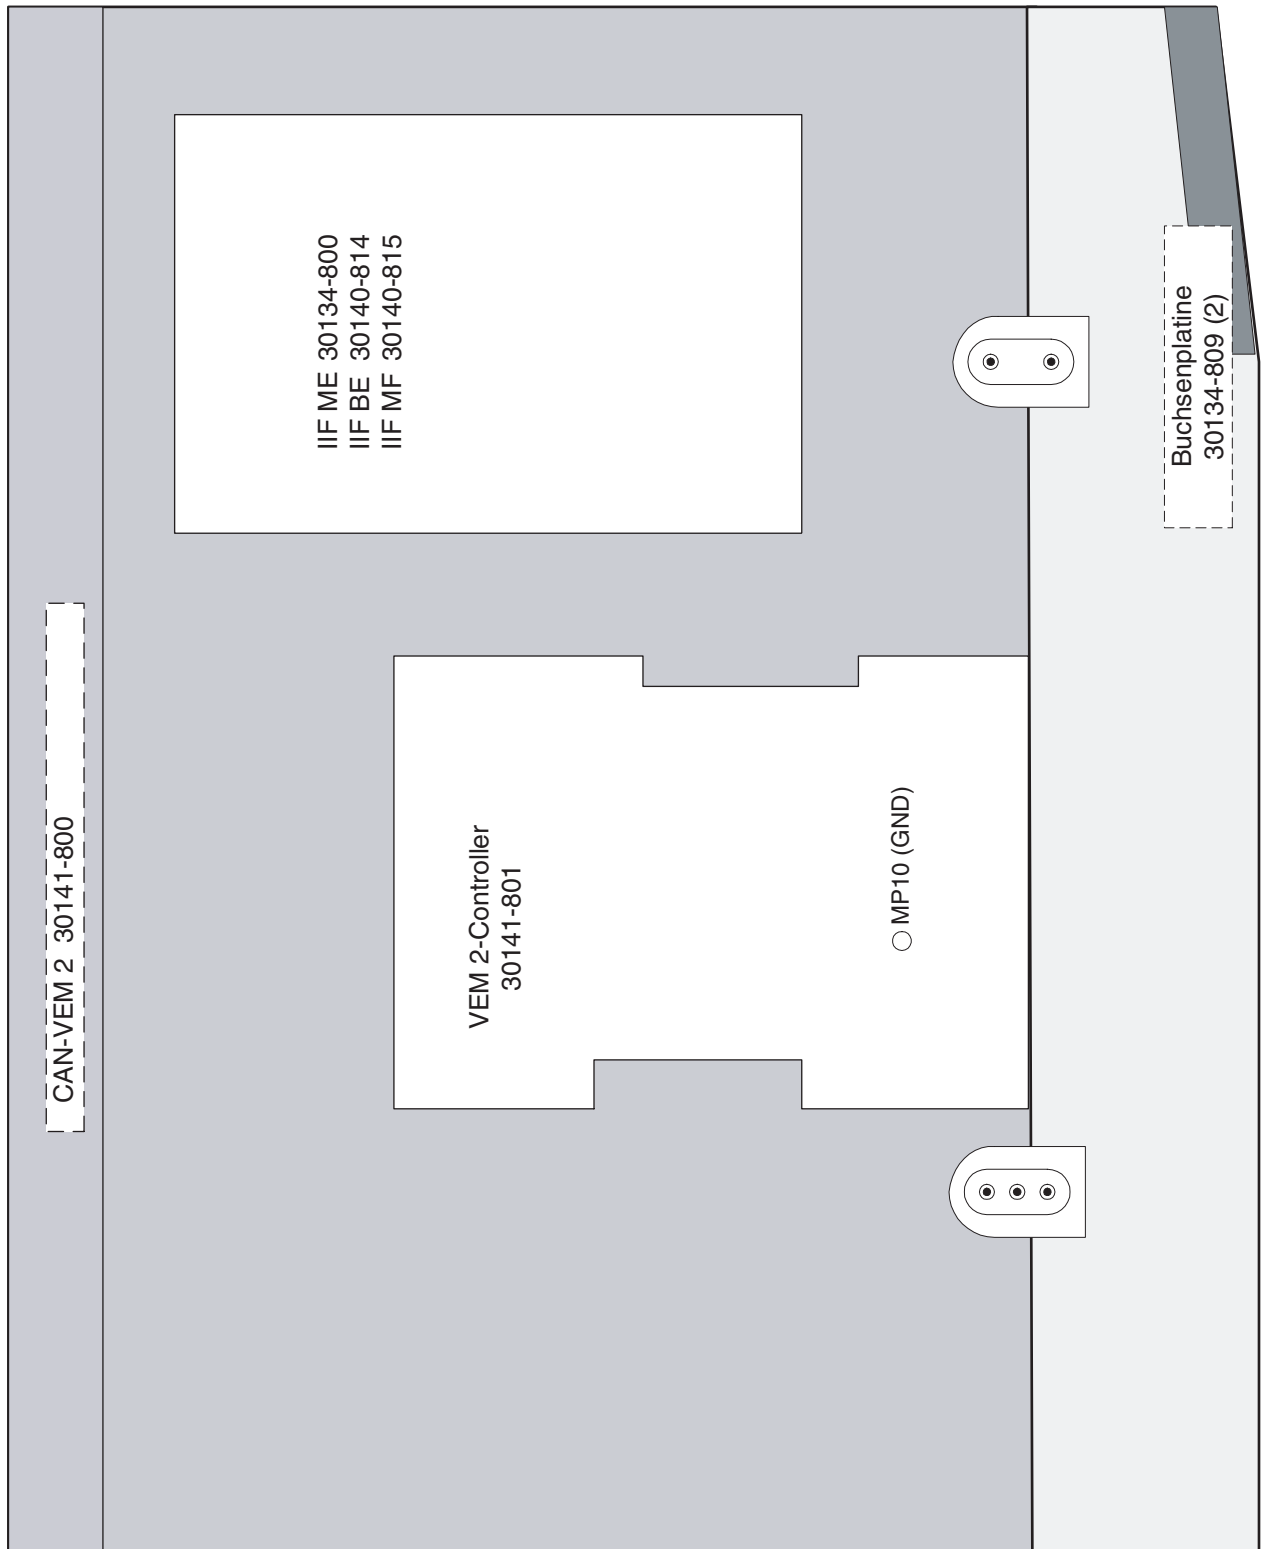 CAN-VEM 2 30141-800
IIF ME 30134-800
IIF BE 30140-814
IIF MF 30140-815
VEM 2-Controller
30141-801
MP10 (GND)
Buchsenplatine
30134-809 (2)